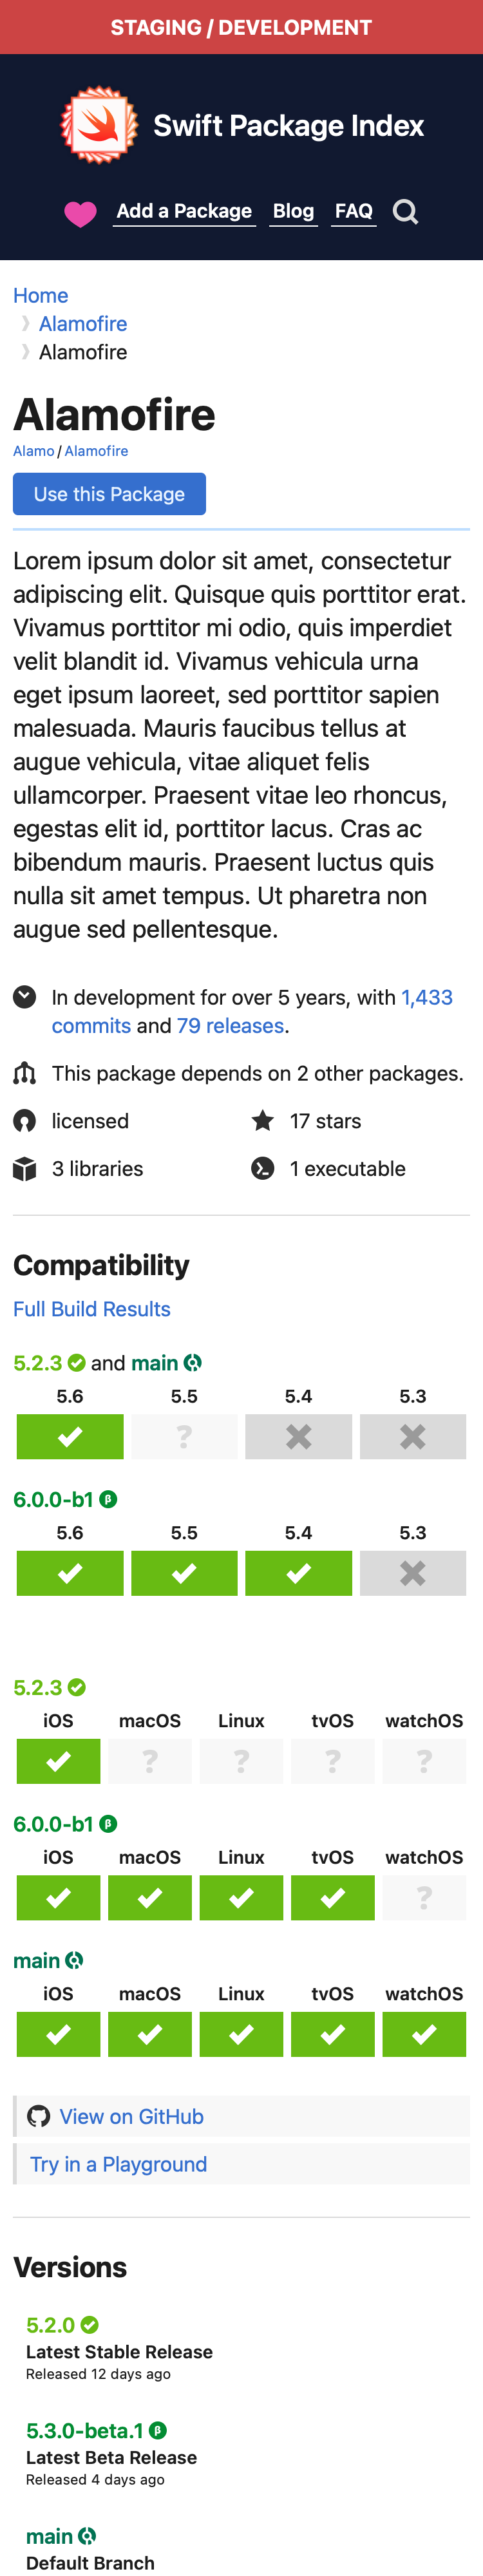 STAGING / DEVELOPMENT
Swift Package Index
Add a Package Blog FAQ
Home
Alamofire
Alamofire
Alamofire
Alamo / Alamofire
Use this Package
Lorem ipsum dolor sit amet, consectetur
adipiscing elit. Quisque quis porttitor erat.
Vivamus porttitor mi odio, quis imperdiet
velit blandit id. Vivamus vehicula urna
eget ipsum laoreet, sed porttitor sapien
malesuada. Mauris faucibus tellus at
augue vehicula, vitae aliquet felis
ullamcorper. Praesent vitae leo rhoncus,
egestas elit id, porttitor lacus. Cras ac
bibendum mauris. Praesent luctus quis
nulla sit amet tempus. Ut pharetra non
augue sed pellentesque.
In development for over 5 years, with 1,433
commits and 79 releases.
This package depends on 2 other packages.
licensed 17 stars
3 libraries 1 executable
Compatibility
Full Build Results
5.2.3 and main
5.6 5.5 5.4 5.3
?
6.0.0-b1 β
5.6 5.5 5.4 5.3
5.2.3
iOS macOS Linux tvOS watchOS
? ? ? ?
6.0.0-b1 β
iOS macOS Linux tvOS watchOS
?
main
iOS macOS Linux tvOS watchOS
View on GitHub
Try in a Playground
Versions
5.2.0
Latest Stable Release
Released 12 days ago
5.3.0-beta.1 β
Latest Beta Release
Released 4 days ago
main
Default Branch